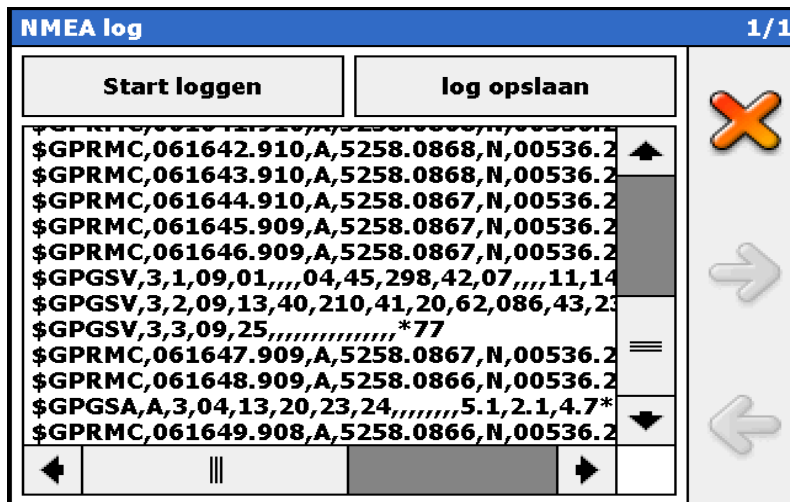 NMEA log 1/1
Start loggen log opslaan
$GPRMC,061642.910,A,5258.0868,N,00536.2
$GPRMC,061643.910,A,5258.0868,N,00536.2
$GPRMC,061644.910,A,5258.0867,N,00536.2
$GPRMC,061645.909,A,5258.0867,N,00536.2
$GPRMC,061646.909,A,5258.0867,N,00536.2
$GPGSV,3,1,09,01,,,,04,45,298,42,07,,,,11,14
$GPGSV,3,2,09,13,40,210,41,20,62,086,43,23
$GPGSV,3,3,09,25,,,,,,,,,,,,,,,,*77
$GPRMC,061647.909,A,5258.0867,N,00536.2
$GPRMC,061648.909,A,5258.0866,N,00536.2
$GPGSA,A,3,04,13,20,23,24,,,,,,,,5.1,2.1,4.7*
$GPRMC,061649.908,A,5258.0866,N,00536.2